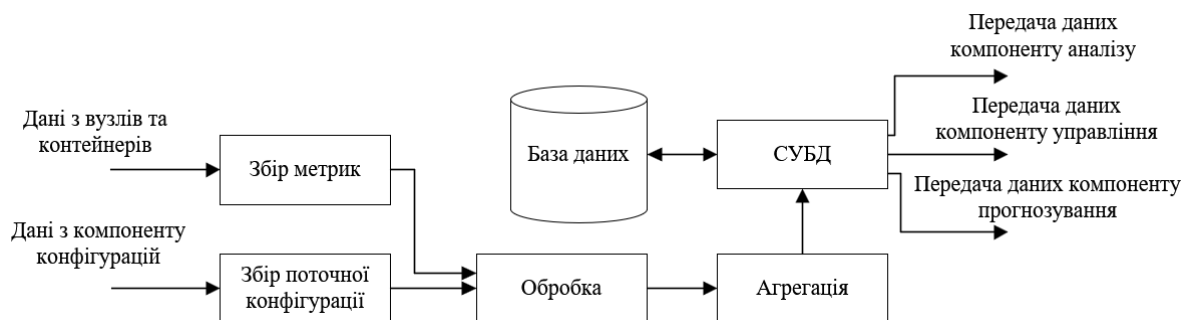 Передача даних
компоненту аналізу
Дані з вузлів та
контейнерів
Збір метрик
База даних
СУБД
Передача даних
компоненту управління
Передача даних компоненту
прогнозування
Дані з компоненту
конфігурацій
Збір поточної
конфігурації
Обробка
Агрегація